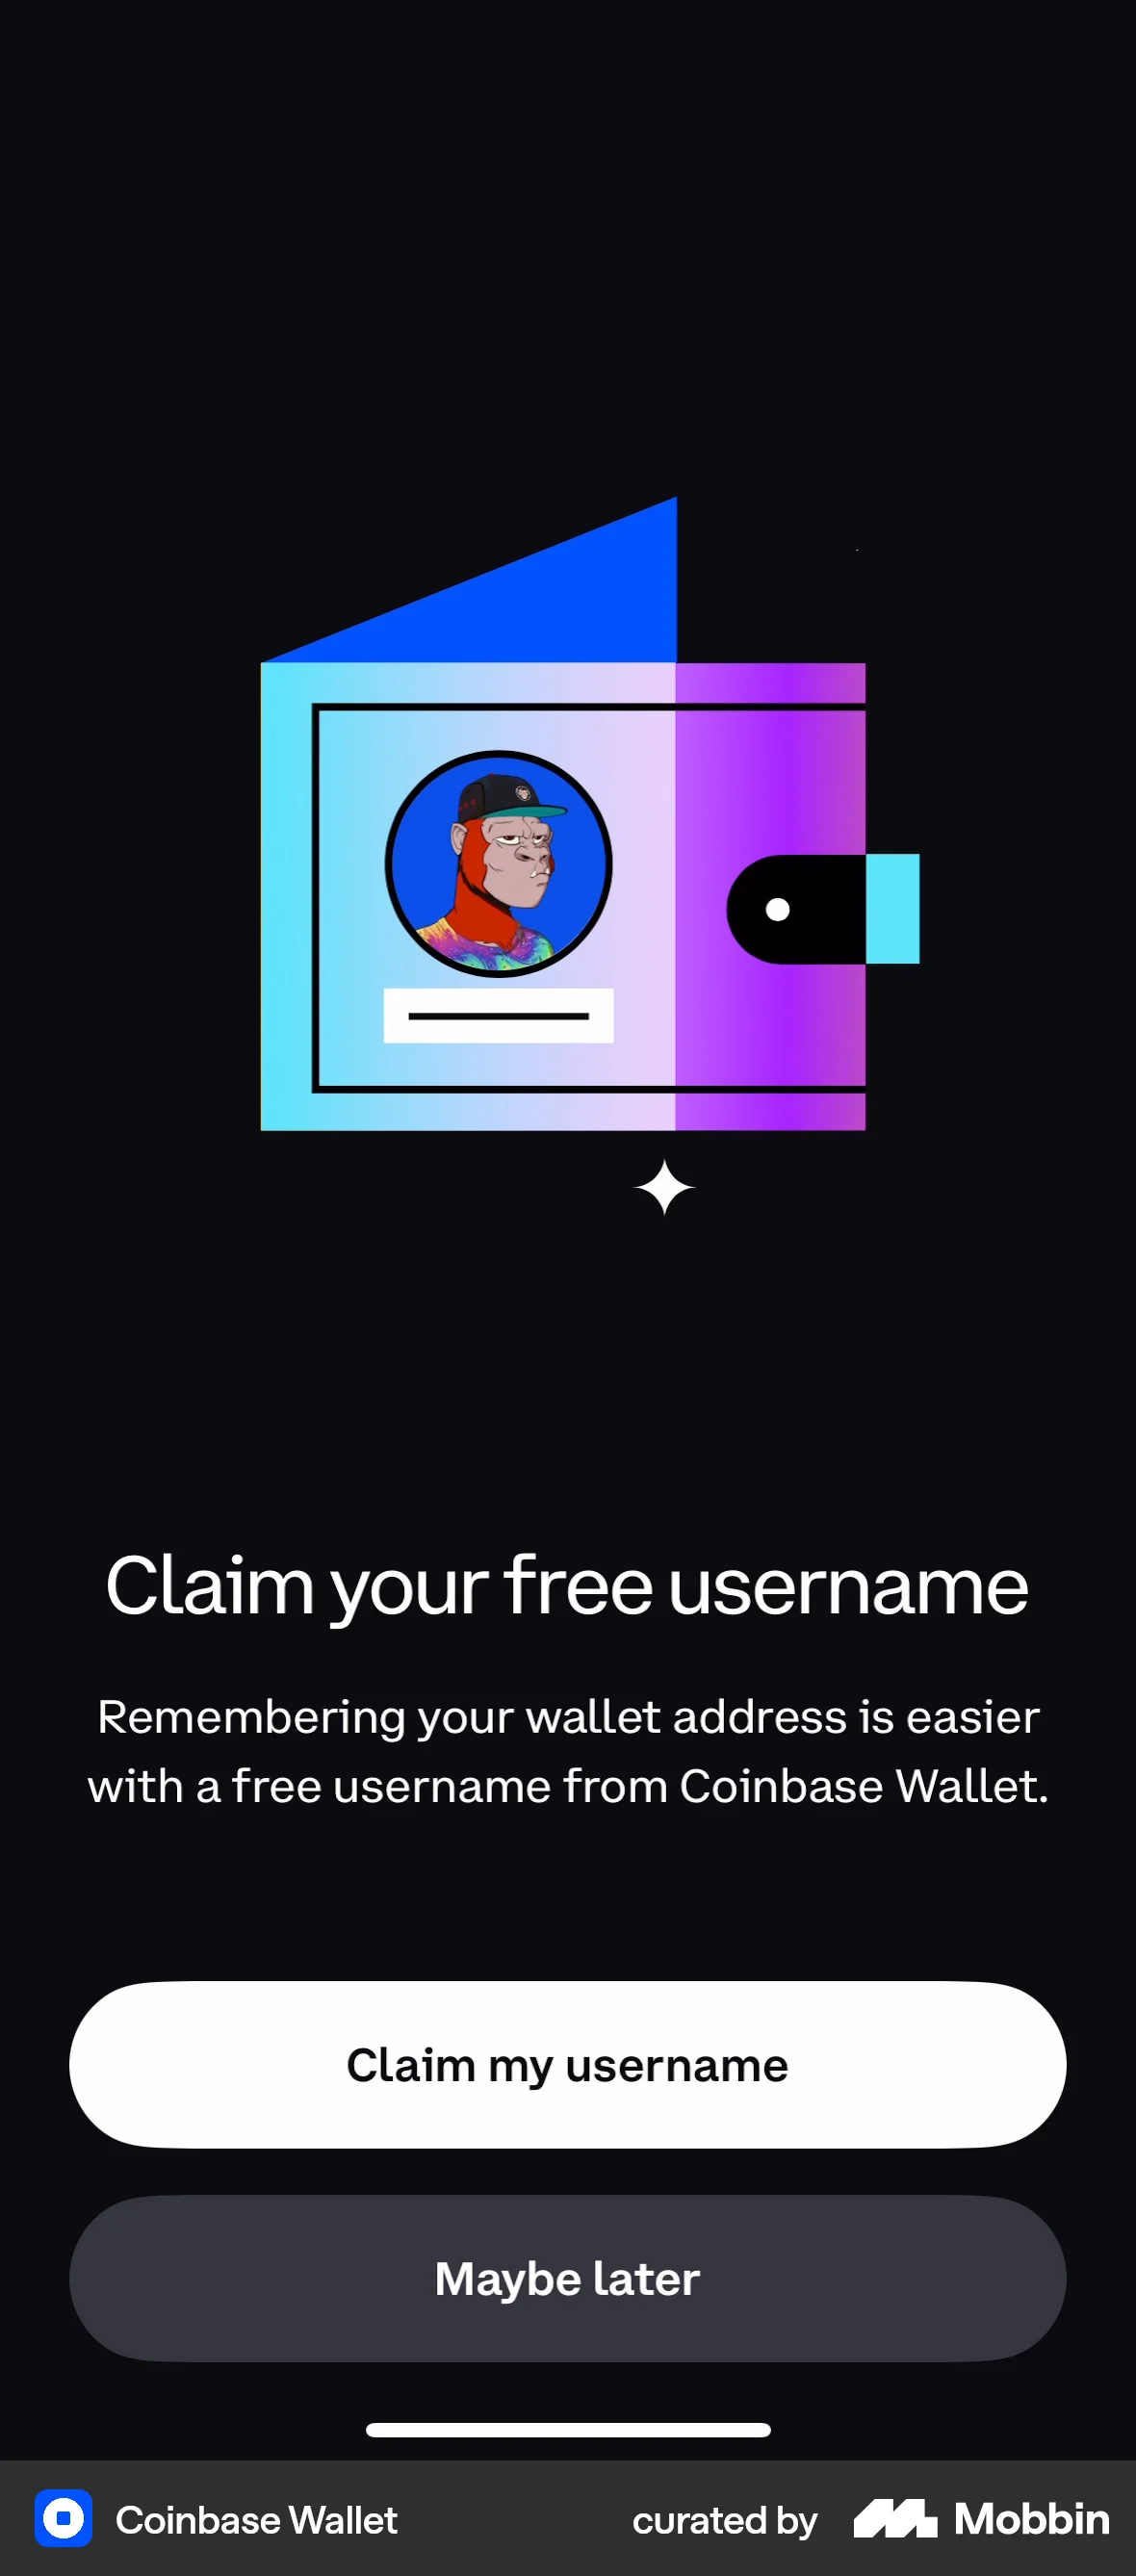 Claim your free username
Remembering your wallet address is easier
with a free username from Coinbase Wallet.
Claim my username
Maybe later
Coinbase Wallet
curated by Mobbin